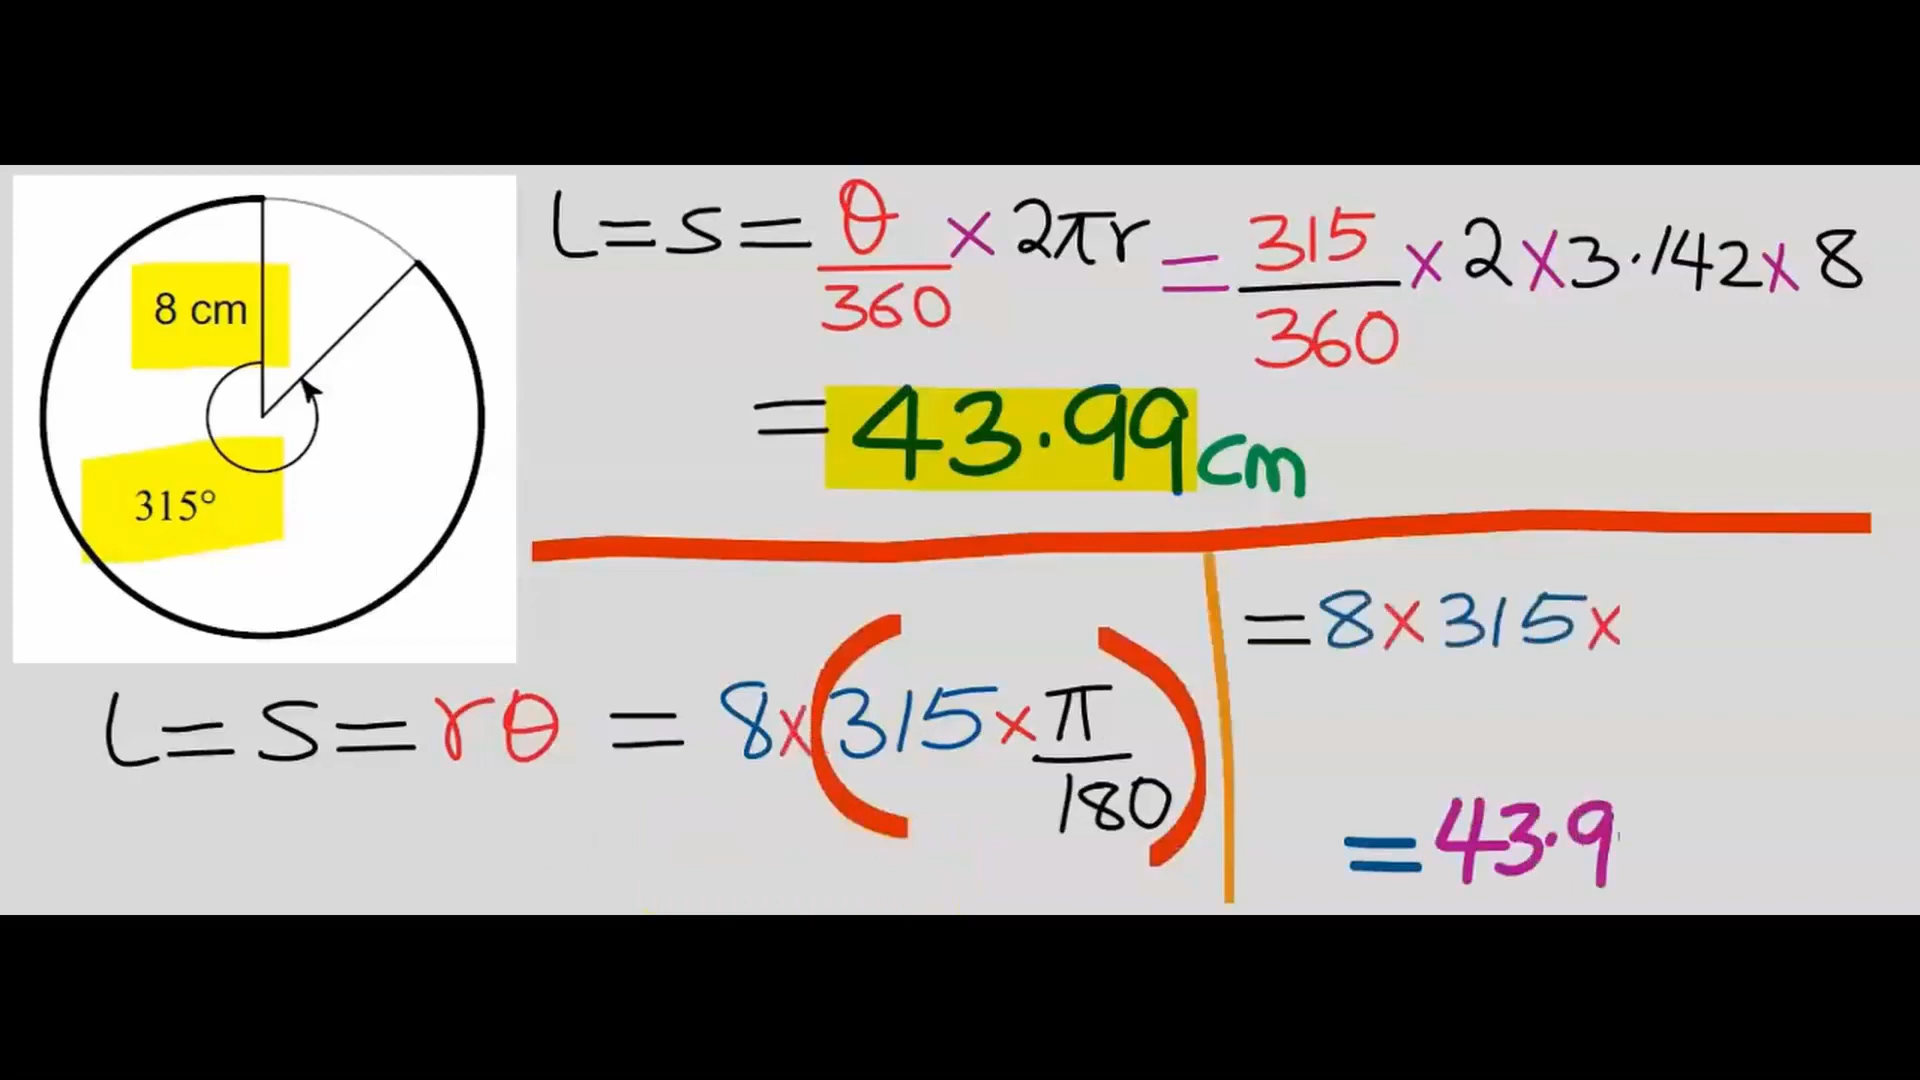 8 cm
315°
L=S=θ/360 × 2πr = 315/360 × 2 × 3.142 × 8
= 43.99 cm
L=S=rθ = 8×(315×π/180)
= 8×315×
= 43.9